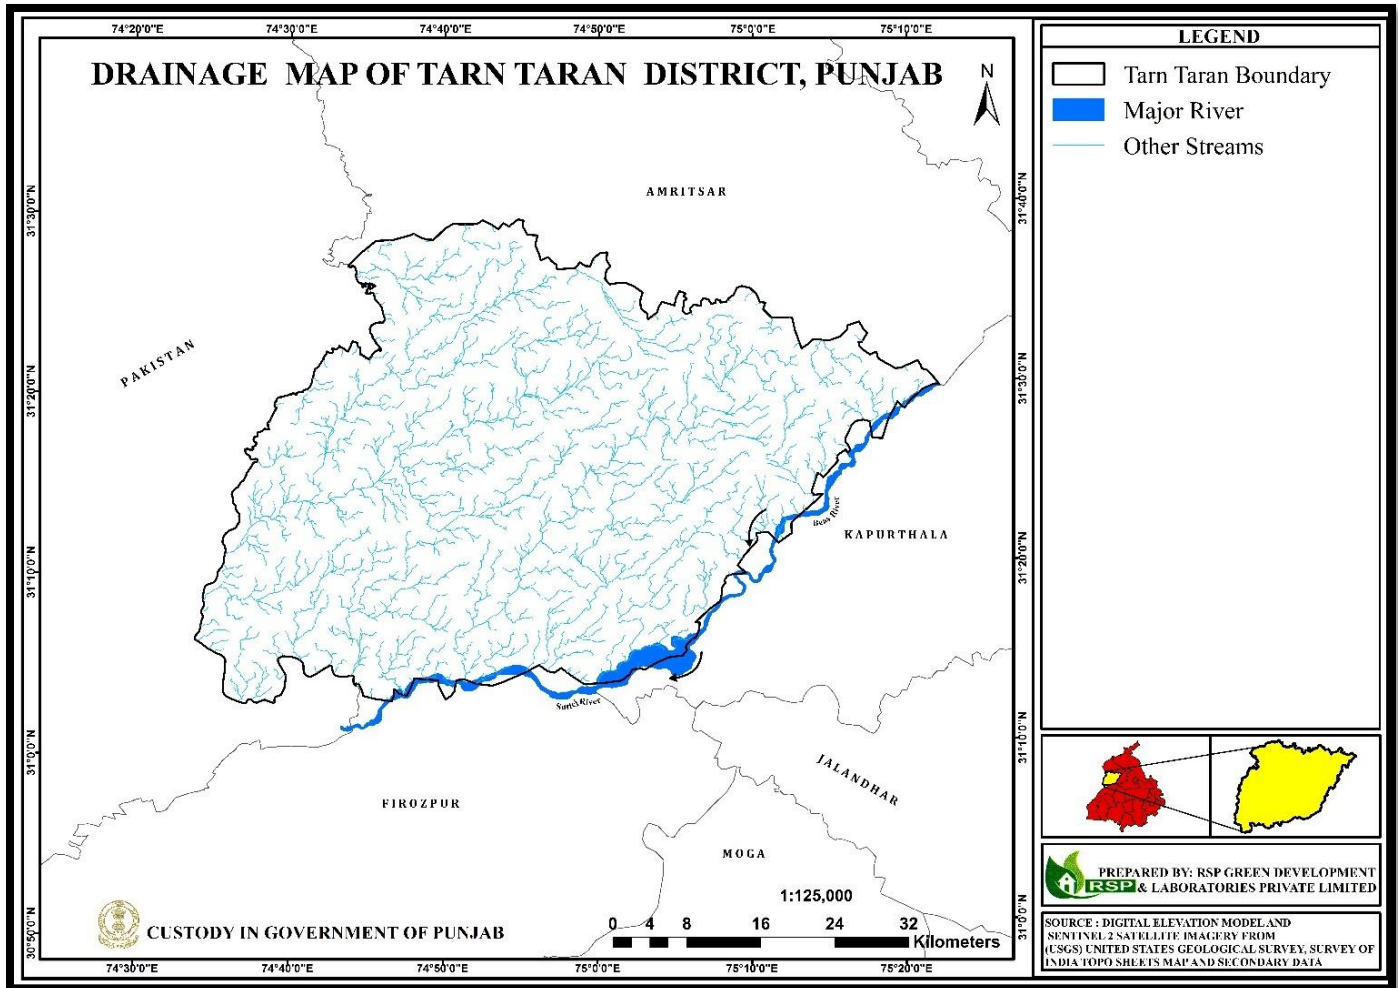 74°20'0"E 74°30'0"E 74°40'0"E 74°50'0"E 75°0'0"E 75°10'0"E
DRAINAGE MAP OF TARN TARAN DISTRICT, PUNJAB
N
AMRITSAR
PAKISTAN
KAPURTHALA
Beas River
Sutlej River
FIROZPUR
JALANDHAR
MOGA
31°30'0"N
31°20'0"N
31°10'0"N
31°0'0"N
30°50'0"N
31°40'0"N
31°30'0"N
31°20'0"N
31°10'0"N
31°0'0"N
1:125,000
0 4 8 16 24 32
Kilometers
CUSTODY IN GOVERNMENT OF PUNJAB
74°30'0"E 74°40'0"E 74°50'0"E 75°0'0"E 75°10'0"E 75°20'0"E
LEGEND
Tarn Taran Boundary
Major River
Other Streams
RSP
PREPARED BY: RSP GREEN DEVELOPMENT
& LABORATORIES PRIVATE LIMITED
SOURCE : DIGITAL ELEVATION MODEL AND
SENTINEL 2 SATELLITE IMAGERY FROM
(USGS) UNITED STATES GEOLOGICAL SURVEY, SURVEY OF
INDIA TOPO SHEETS MAP AND SECONDARY DATA